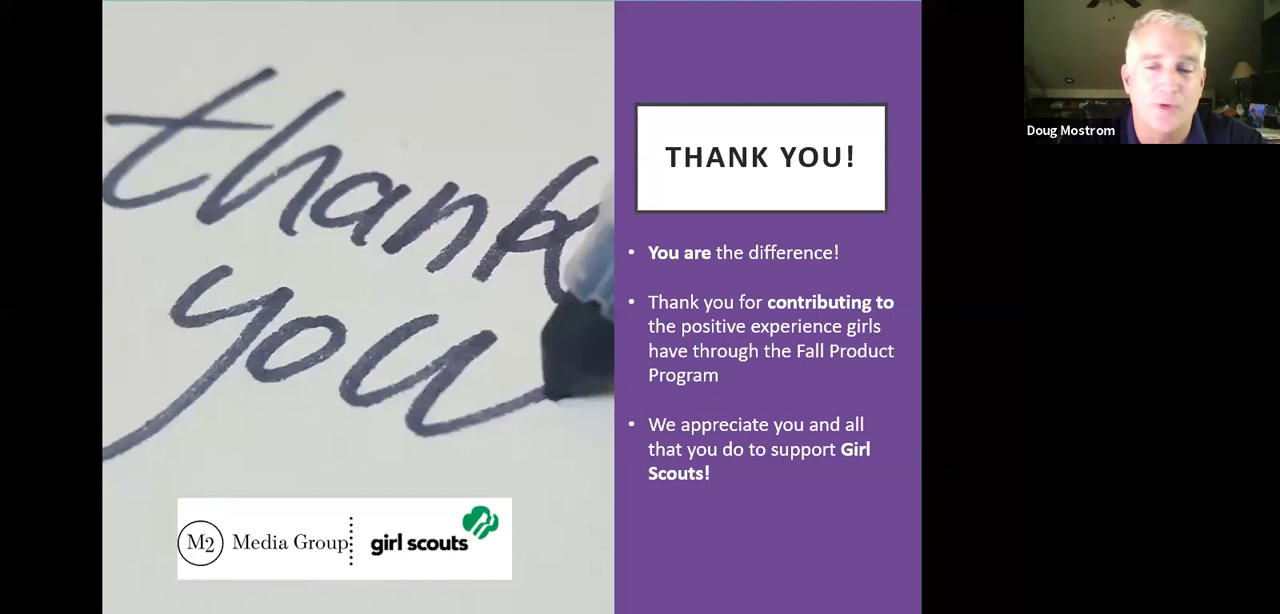 thank
you
M2 Media Group
girl scouts
THANK YOU!
• You are the difference!
• Thank you for contributing to
the positive experience girls
have through the Fall Product
Program
• We appreciate you and all
that you do to support Girl
Scouts!
Doug Mostrom